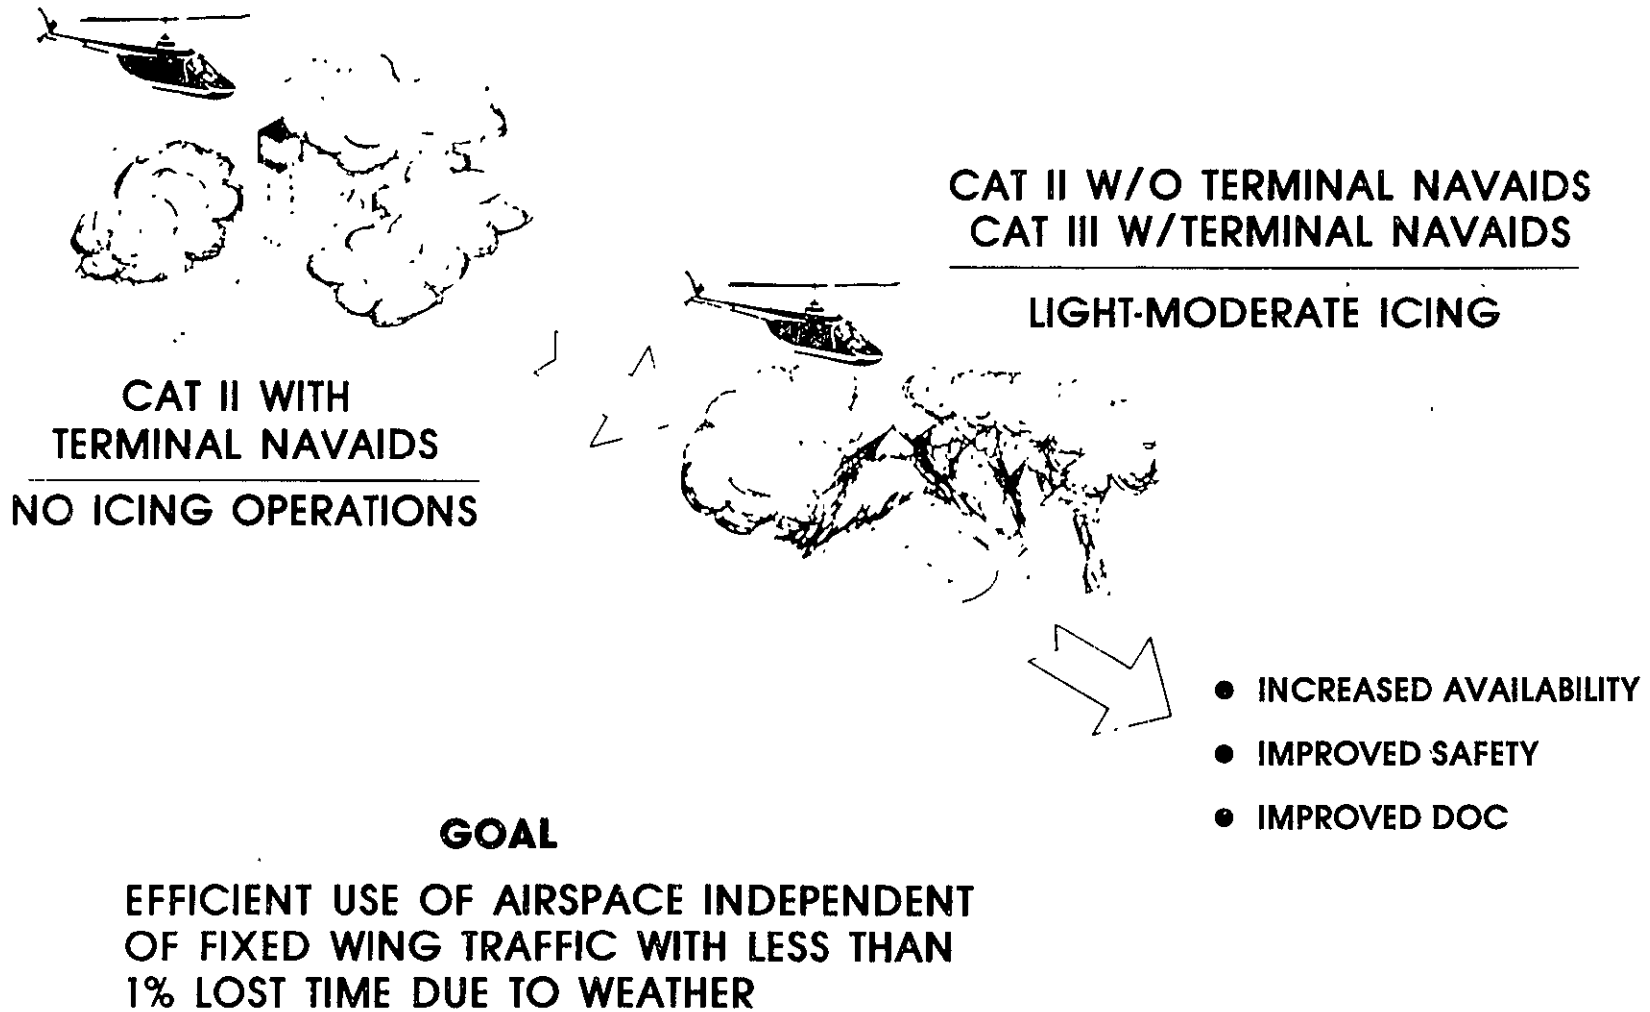 CAT II WITH
TERMINAL NAVAIDS
NO ICING OPERATIONS
CAT II W/O TERMINAL NAVAIDS
CAT III W/TERMINAL NAVAIDS
LIGHT-MODERATE ICING
● INCREASED AVAILABILITY
● IMPROVED SAFETY
● IMPROVED DOC
GOAL
EFFICIENT USE OF AIRSPACE INDEPENDENT
OF FIXED WING TRAFFIC WITH LESS THAN
1% LOST TIME DUE TO WEATHER